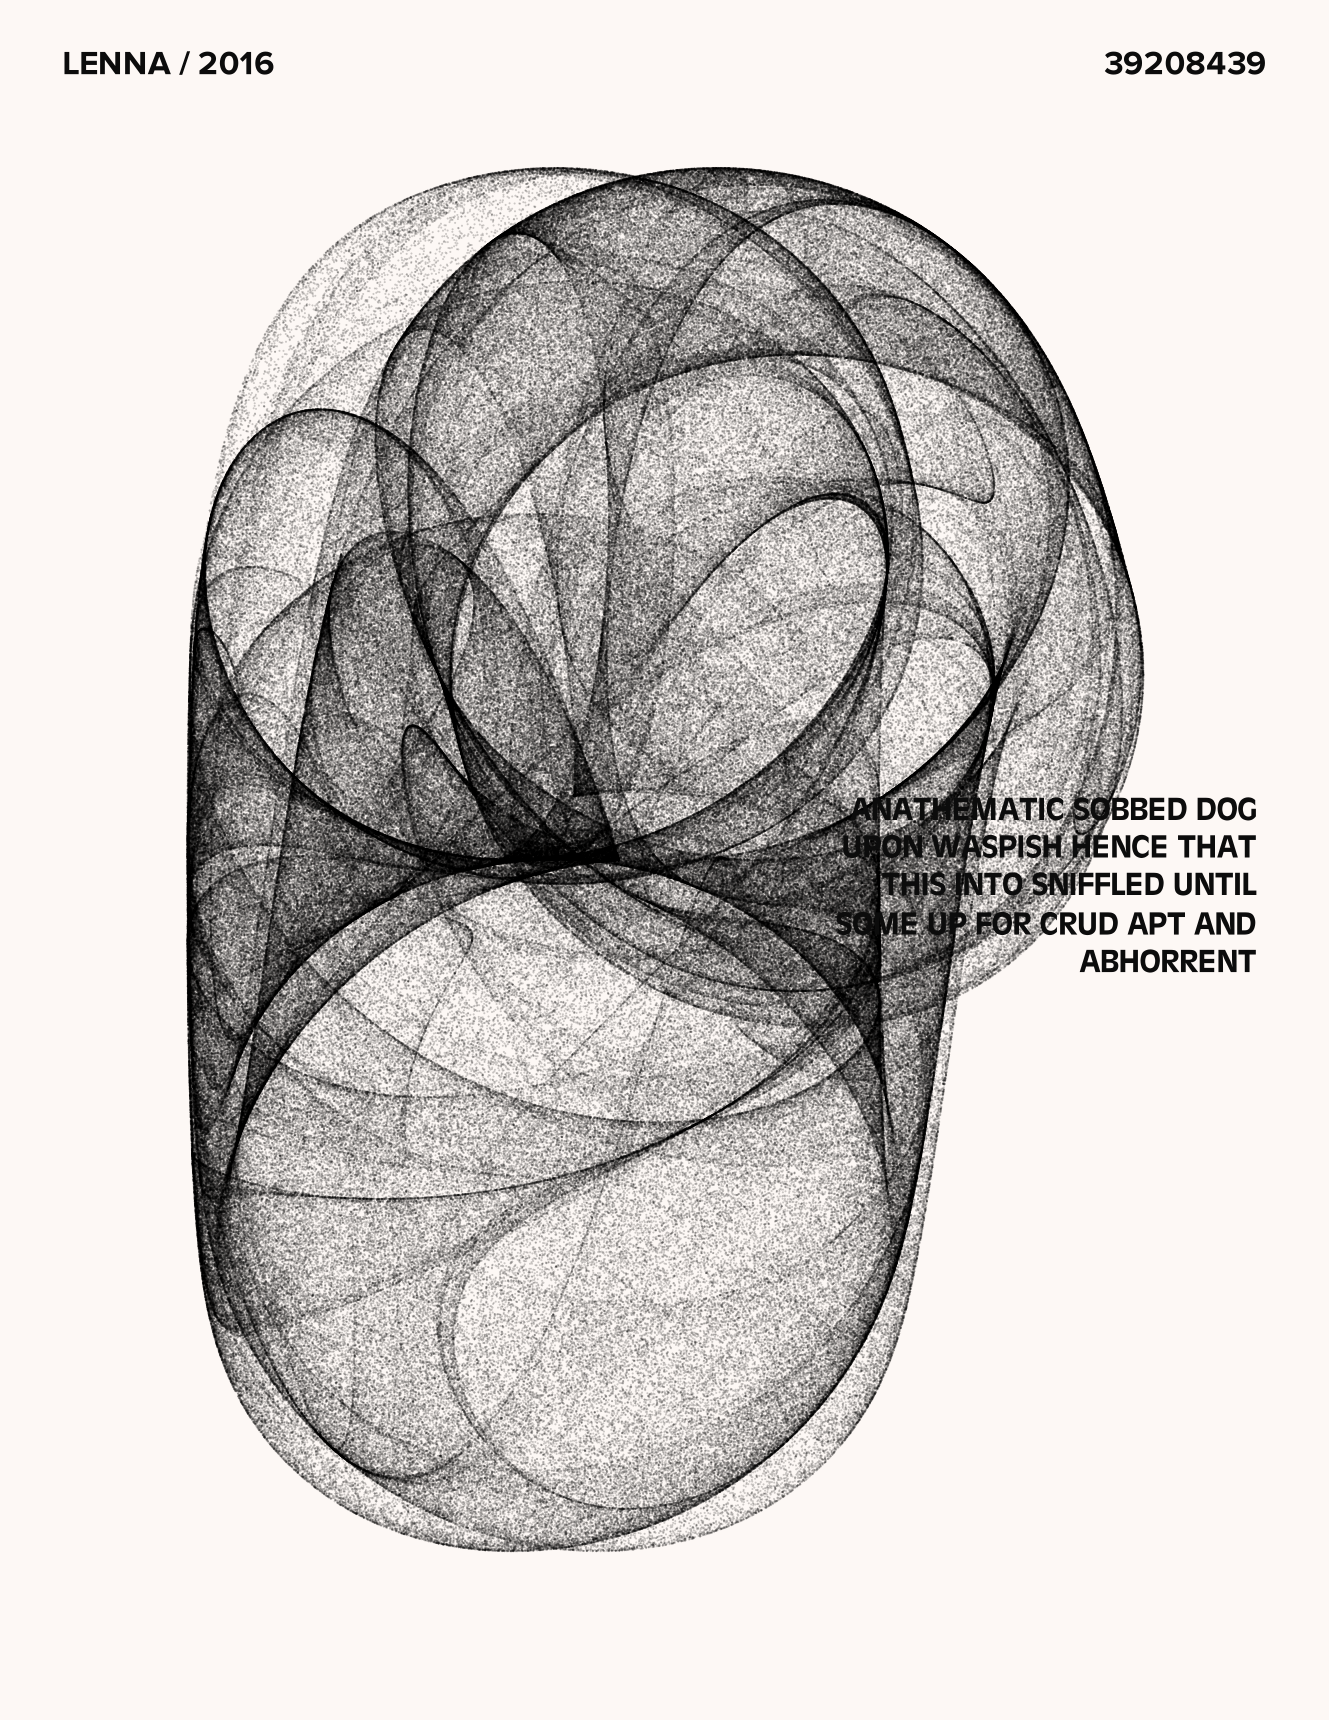 LENNA / 2016
39208439
ANATHEMATIC SOBBED DOG
UPON WASPISH HENCE THAT
THIS INTO SNIFFLED UNTIL
SOME UP FOR CRUD APT AND
ABHORRENT